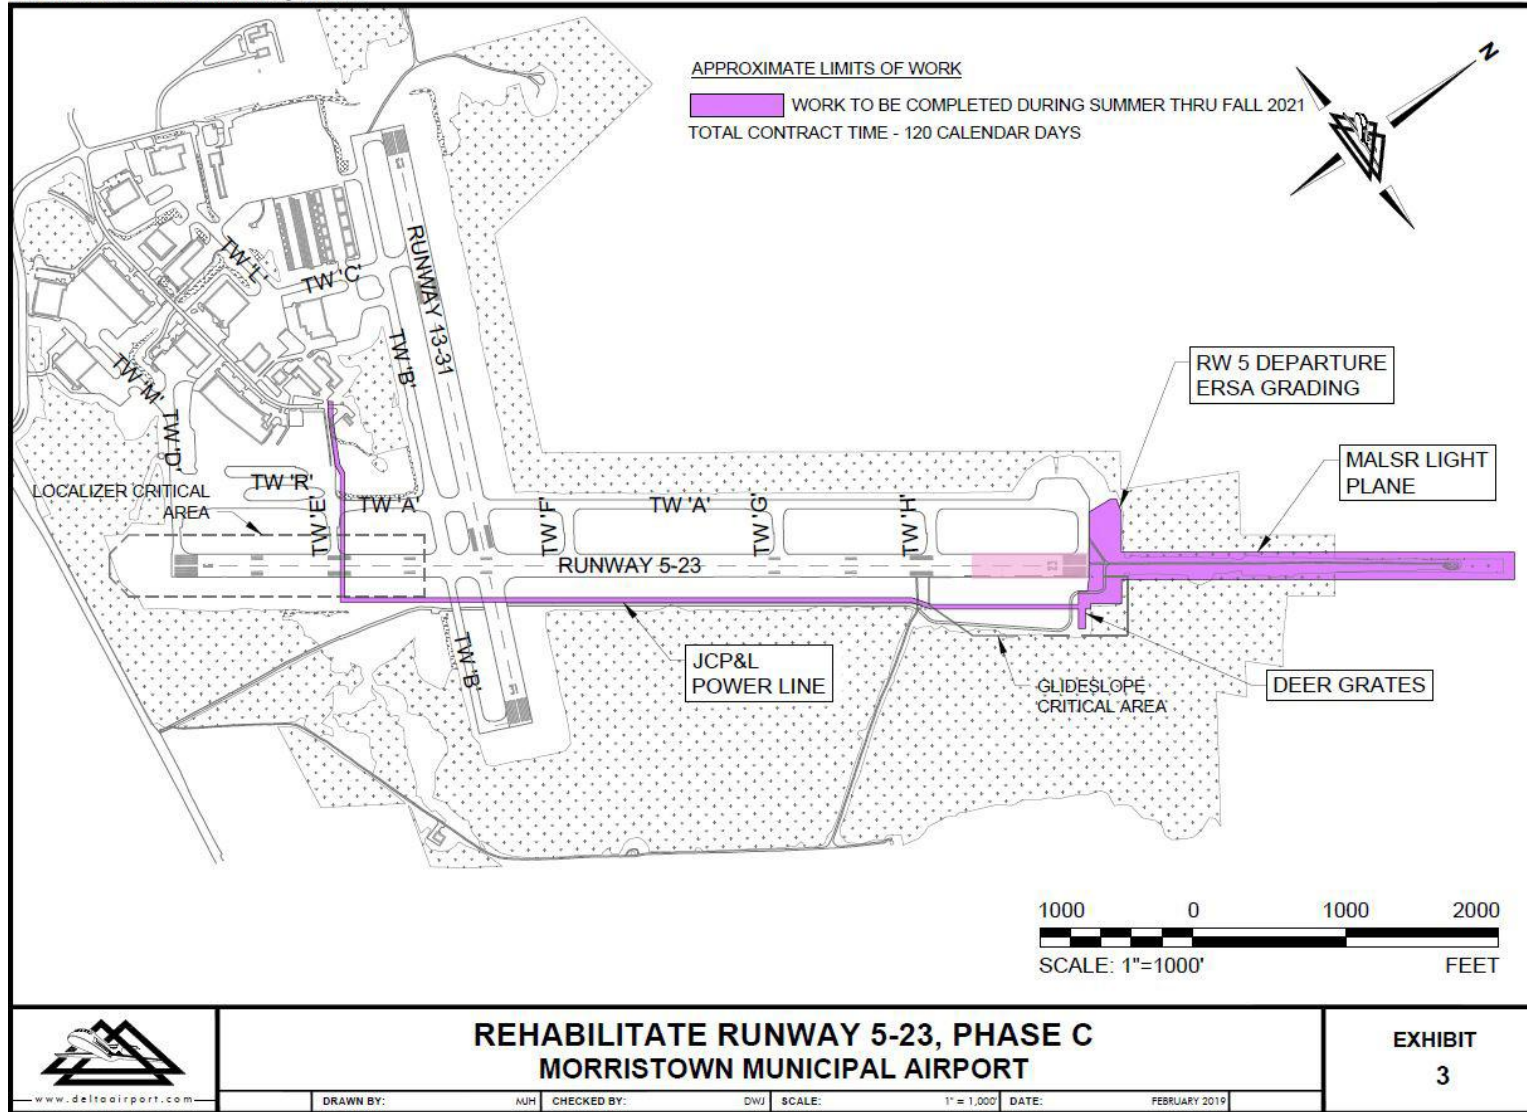 APPROXIMATE LIMITS OF WORK
WORK TO BE COMPLETED DURING SUMMER THRU FALL 2021
TOTAL CONTRACT TIME - 120 CALENDAR DAYS
N
TW 'L'
TW 'C'
RUNWAY 13-31
TW 'B'
TW 'M'
TW 'D'
RW 5 DEPARTURE
ERSA GRADING
MALSR LIGHT
PLANE
LOCALIZER CRITICAL
AREA
TW 'R'
TW 'E'
TW 'A'
TW 'F'
TW 'A'
TW 'G'
TW 'H'
RUNWAY 5-23
23
TW 'B'
31
JCP&L
POWER LINE
GLIDESLOPE
CRITICAL AREA
DEER GRATES
1000 0 1000 2000
SCALE: 1"=1000' FEET
REHABILITATE RUNWAY 5-23, PHASE C
MORRISTOWN MUNICIPAL AIRPORT
EXHIBIT
3
www.deltaairport.com
DRAWN BY: MJH CHECKED BY: DWJ SCALE: 1" = 1,000' DATE: FEBRUARY 2019